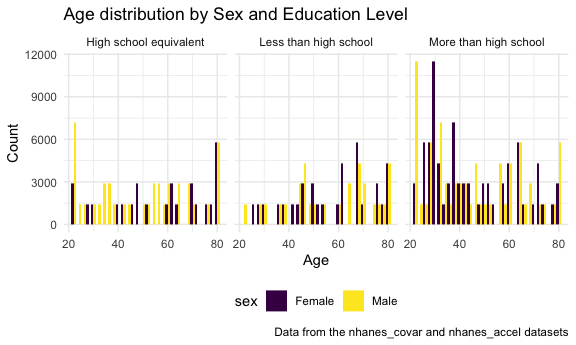 Age distribution by Sex and Education Level
High school equivalent
Less than high school
More than high school
12000
9000
6000
3000
0
Count
20 40 60 80
20 40 60 80
20 40 60 80
Age
sex Female Male
Data from the nhanes_covar and nhanes_accel datasets